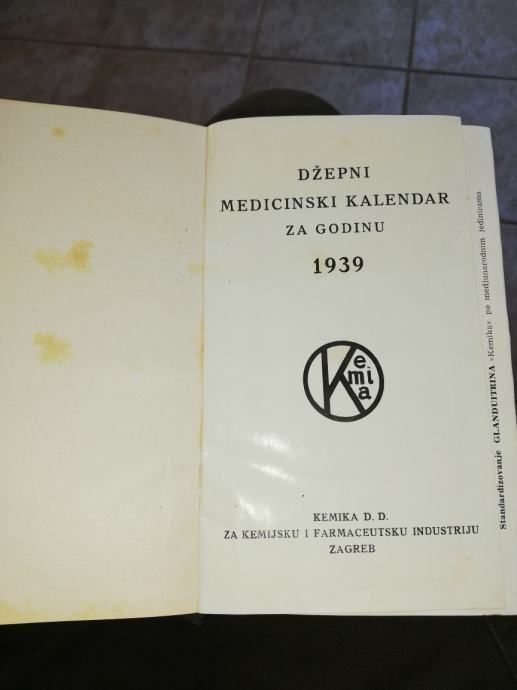 DŽEPNI
MEDICINSKI KALENDAR
ZA GODINU
1939
Kemika
KEMIKA D. D.
ZA KEMIJSKU I FARMACEUTSKU INDUSTRIJU
ZAGREB
Standardizovanje GLANDUITRINA »Kemika« po medjunarodnim jedinicama.